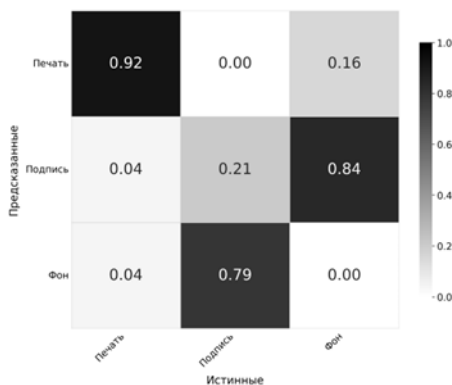 Предсказанные
Печать
0.92
0.00
0.16
Подпись
0.04
0.21
0.84
Фон
0.04
0.79
0.00
Печать
Подпись
Фон
Истинные
1.0
0.8
0.6
0.4
0.2
0.0